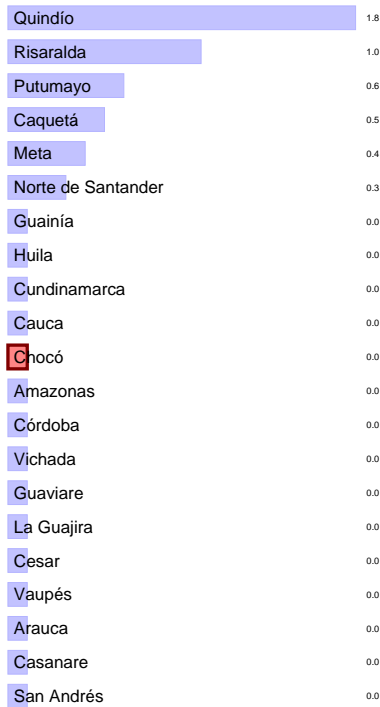 Quindío 1.8
Risaralda 1.0
Putumayo 0.6
Caquetá 0.5
Meta 0.4
Norte de Santander 0.3
Guainía 0.0
Huila 0.0
Cundinamarca 0.0
Cauca 0.0
Chocó 0.0
Amazonas 0.0
Córdoba 0.0
Vichada 0.0
Guaviare 0.0
La Guajira 0.0
Cesar 0.0
Vaupés 0.0
Arauca 0.0
Casanare 0.0
San Andrés 0.0